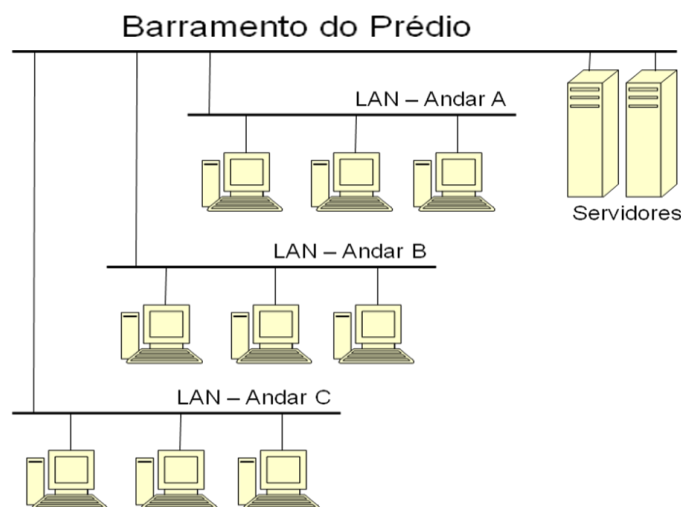 Barramento do Prédio
LAN – Andar A
Servidores
LAN – Andar B
LAN – Andar C